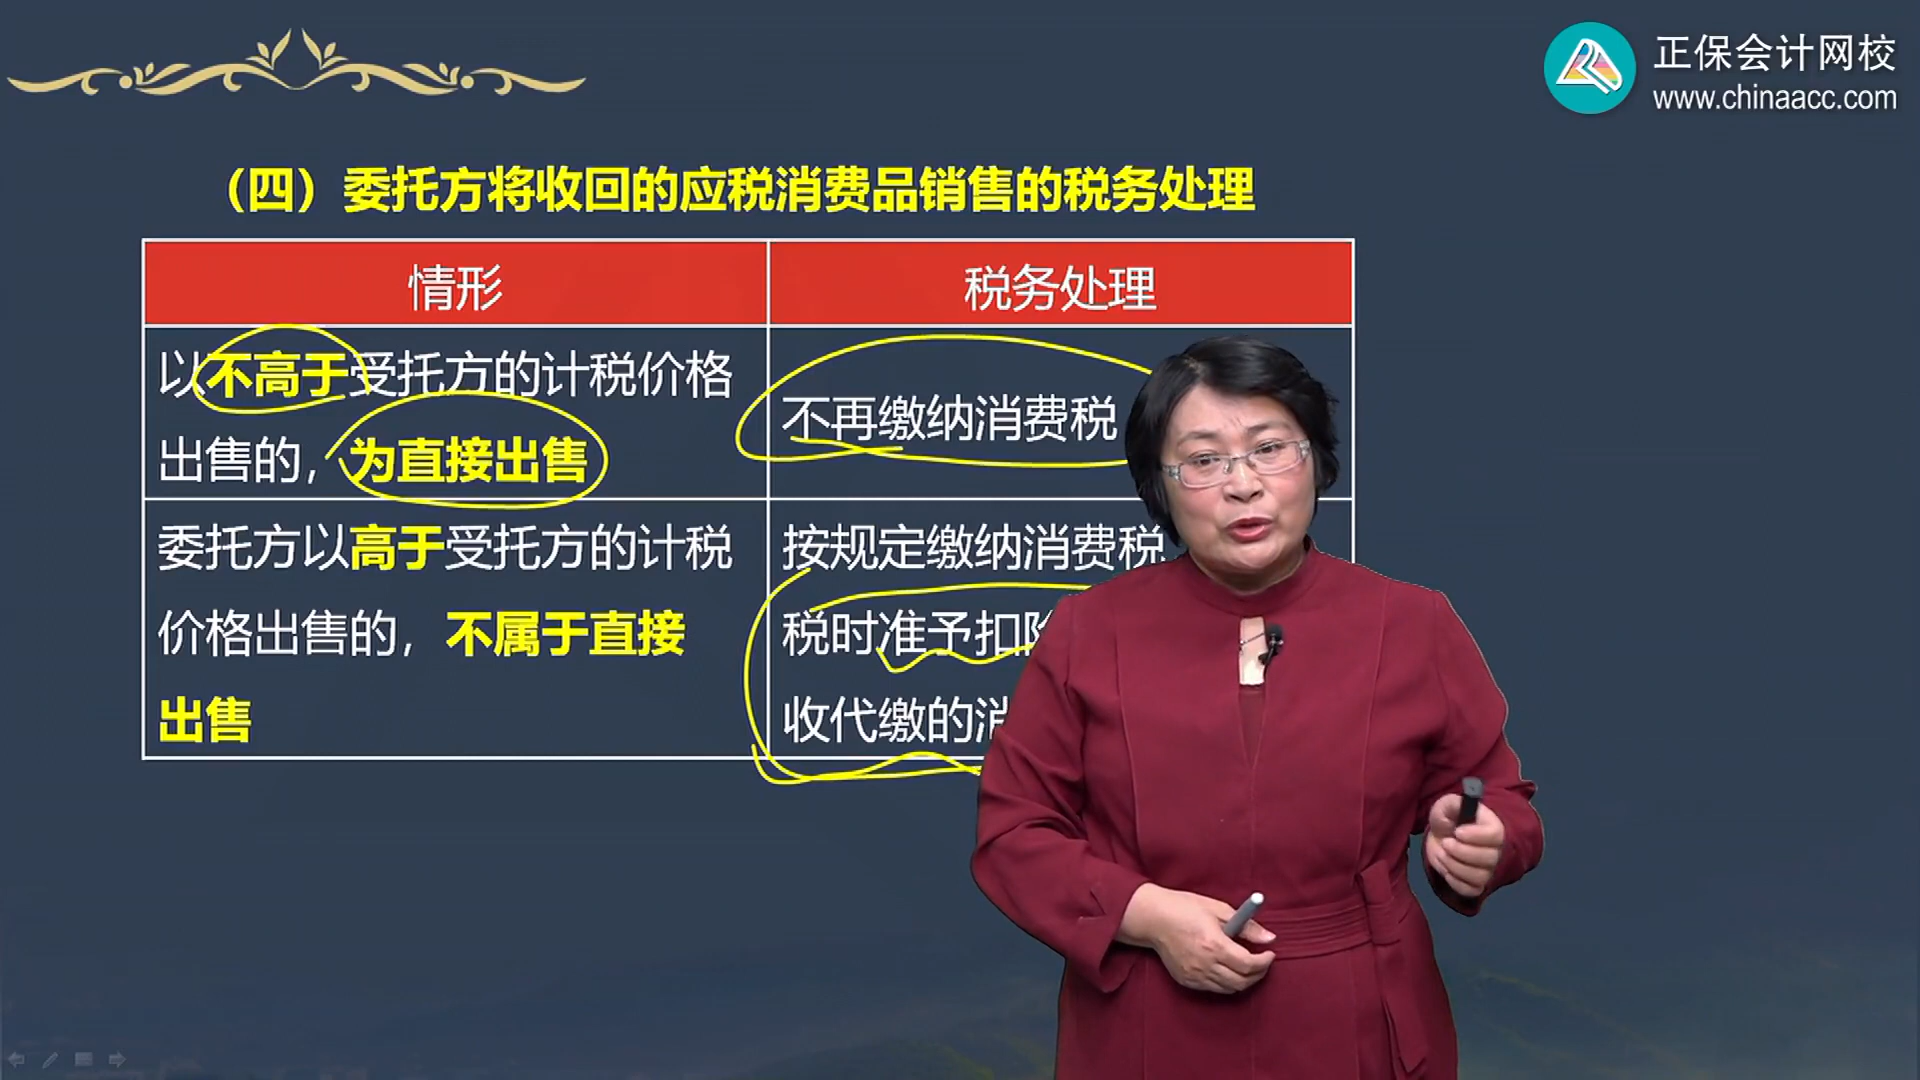 正保会计网校
www.chinaacc.com
（四）委托方将收回的应税消费品销售的税务处理
情形
税务处理
以不高于受托方的计税价格
出售的，为直接出售
不再缴纳消费税
委托方以高于受托方的计税
价格出售的，不属于直接
出售
按规定缴纳消费税
税时准予扣除
收代缴的消